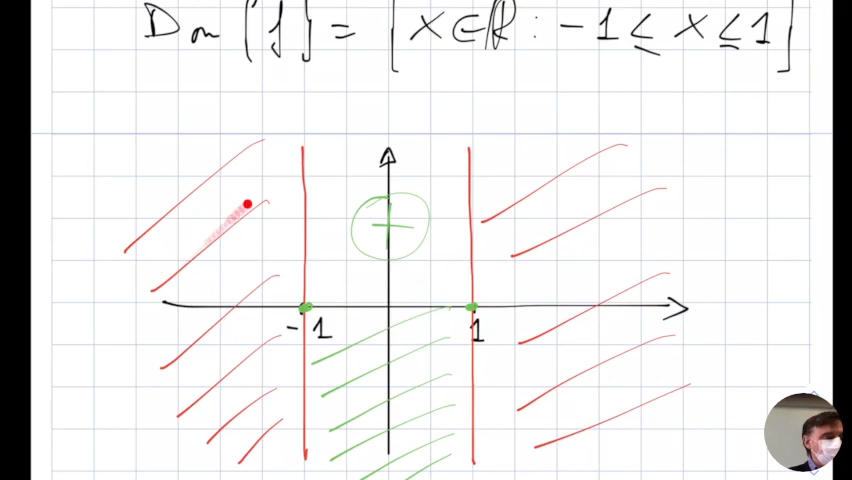 Dom (f) = { x ∈ ℝ : -1 ≤ x ≤ 1 }
+
-1 1